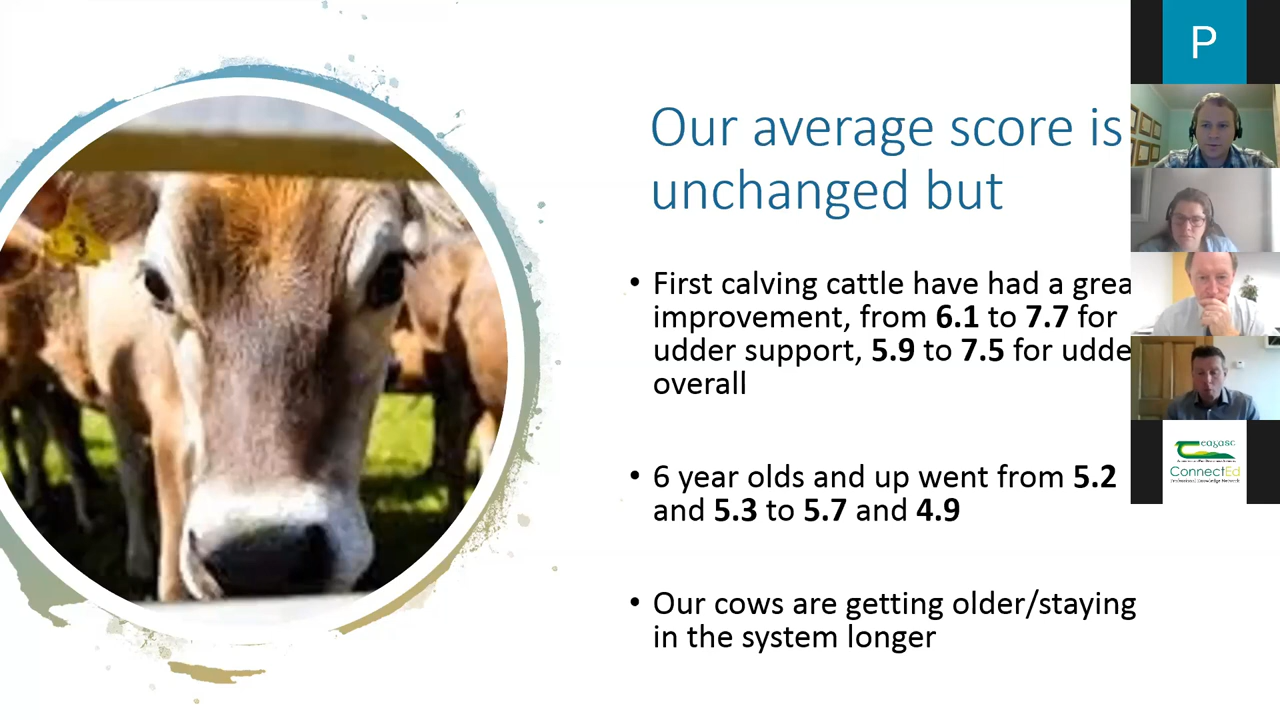 Our average score is
unchanged but
• First calving cattle have had a grea
improvement, from 6.1 to 7.7 for
udder support, 5.9 to 7.5 for udde
overall
• 6 year olds and up went from 5.2
and 5.3 to 5.7 and 4.9
• Our cows are getting older/staying
in the system longer
3
P
eagasc
ConnectEd